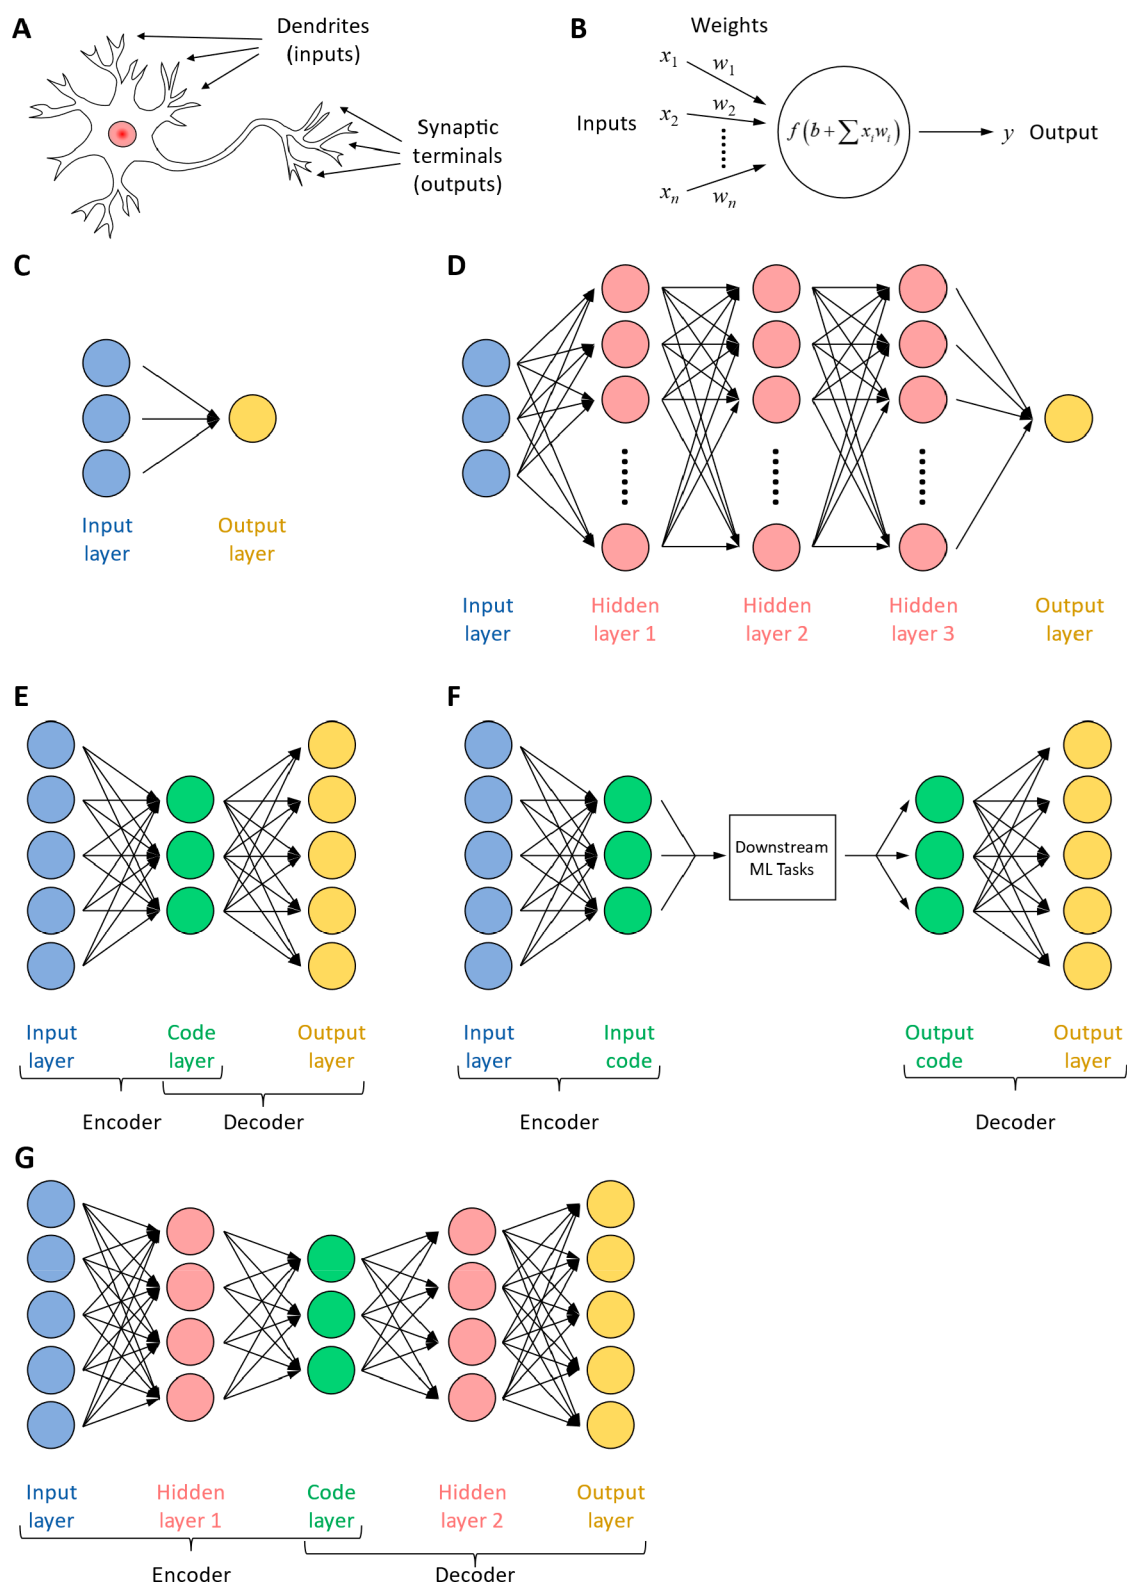 A
Dendrites
(inputs)
Synaptic
terminals
(outputs)
B
Weights
Inputs
x1
w1
x2
w2
xn
wn
f(b+∑xiwi)
y Output
C
Input
layer
Output
layer
D
Input
layer
Hidden
layer 1
Hidden
layer 2
Hidden
layer 3
Output
layer
E
Input
layer
Code
layer
Output
layer
Encoder
Decoder
F
Downstream
ML Tasks
Input
layer
Input
code
Output
code
Output
layer
Encoder
Decoder
G
Input
layer
Hidden
layer 1
Code
layer
Hidden
layer 2
Output
layer
Encoder
Decoder